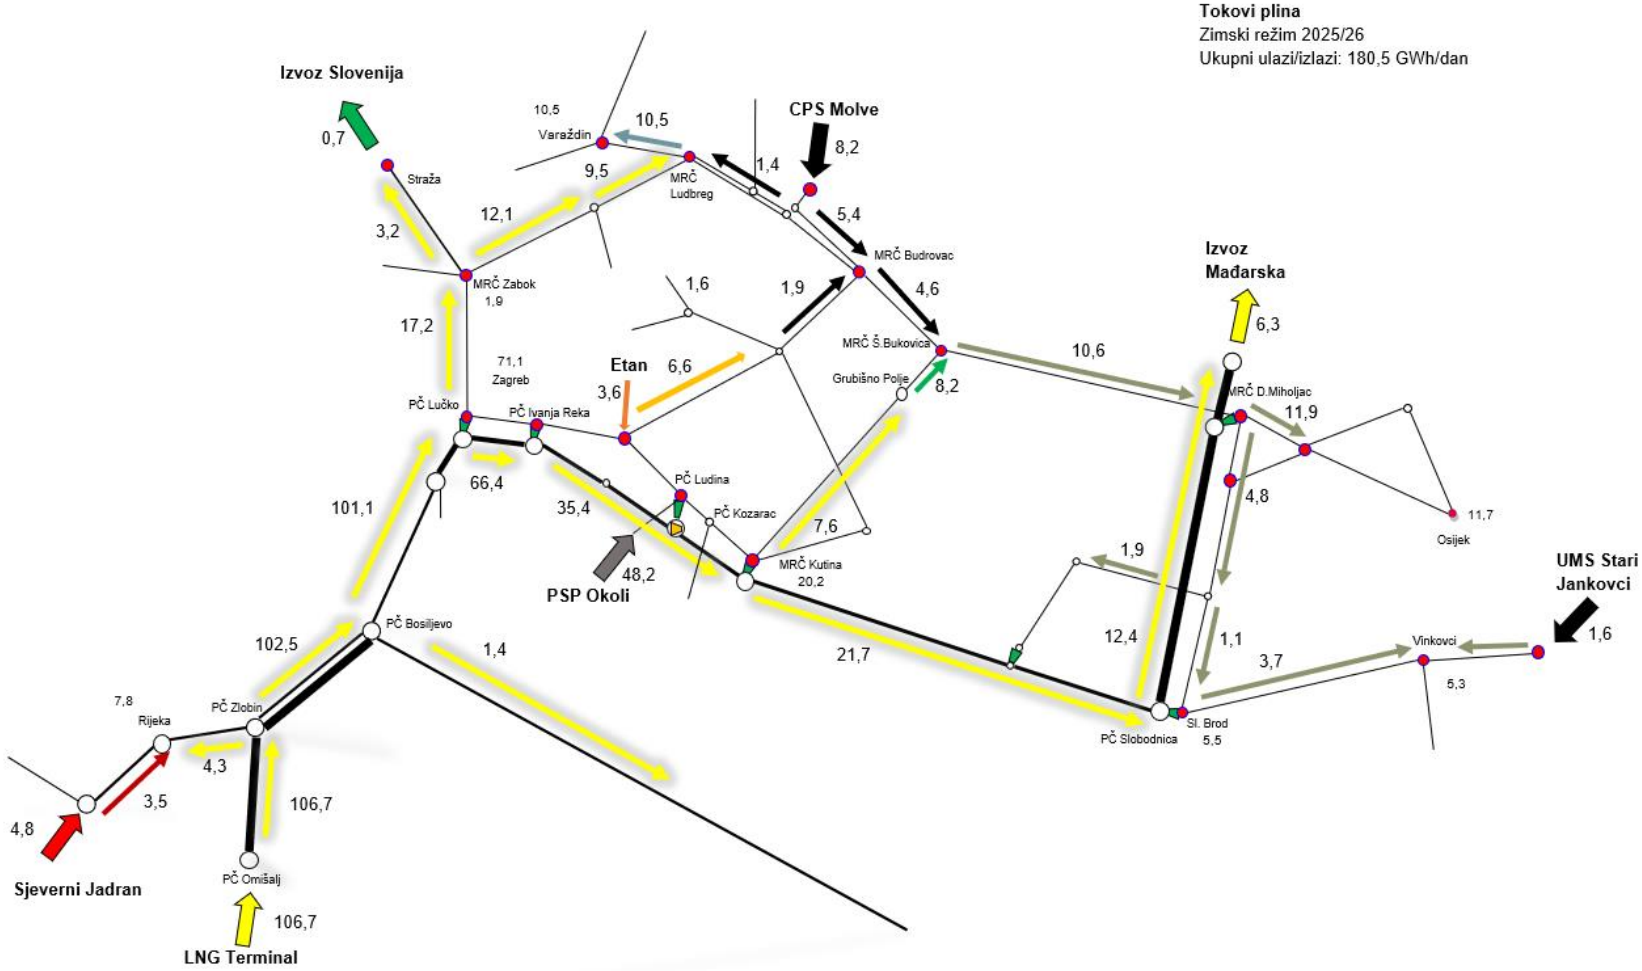 Tokovi plina
Zimski režim 2025/26
Ukupni ulazi/izlazi: 180,5 GWh/dan
Izvoz Slovenija
0,7
Straža
3,2
10,5
Varaždin
10,5
9,5
12,1
MRČ
Ludbreg
1,4
CPS Molve
8,2
5,4
MRČ Budrovac
4,6
1,9
1,6
MRČ Zabok
1,9
17,2
71,1
Zagreb
PČ Lučko
PČ Ivanja Reka
Etan
3,6
6,6
MRČ Š.Bukovica
Grubišno Polje
8,2
10,6
Izvoz
Mađarska
6,3
MRČ D.Miholjac
11,9
4,8
11,7
Osijek
101,1
66,4
35,4
PČ Ludina
PČ Kozarac
7,6
MRČ Kutina
20,2
48,2
PSP Okoli
1,9
UMS Stari
Jankovci
1,6
12,4
1,1
3,7
Vinkovci
5,3
21,7
PČ Slobodnica
Sl. Brod
5,5
PČ Bosiljevo
102,5
1,4
7,8
Rijeka
PČ Zlobin
4,3
3,5
106,7
4,8
Sjeverni Jadran
PČ Omišalj
106,7
LNG Terminal